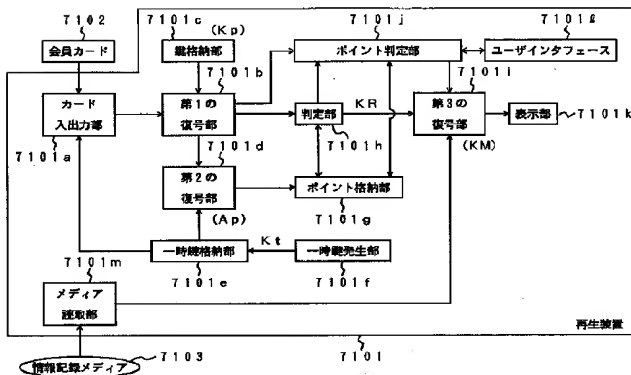 7102
7101c
(Kp)
7101j
7101ℓ
会員カード
鍵格納部
ポイント判定部
ユーザインタフェース
7101b
7101i
カード
入出力部
第1の
復号部
判定部
KR
第3の
復号部
表示部
7101a
7101d
7101h
(KM)
7101k
第2の
復号部
ポイント格納部
(Ap)
7101g
7101m
一時鍵格納部
Kt
一時鍵発生部
7101e
7101f
メディア
読取部
再生装置
7103
7101
情報記録メディア